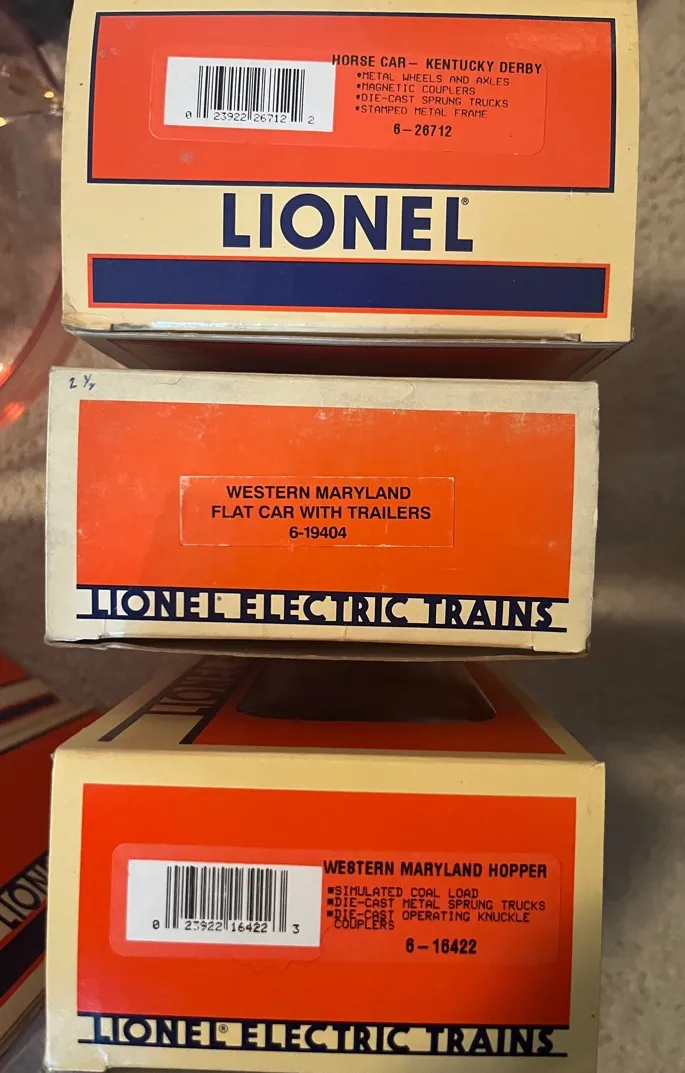 HORSE CAR – KENTUCKY DERBY
*METAL WHEELS AND AXLES
*MAGNETIC COUPLERS
*DIE-CAST SPRUNG TRUCKS
*STAMPED METAL FRAME
6–26712
0 23922 26712 2
LIONEL®
WESTERN MARYLAND
FLAT CAR WITH TRAILERS
6-19404
LIONEL ELECTRIC TRAINS
LIONEL
WESTERN MARYLAND HOPPER
■SIMULATED COAL LOAD
■DIE-CAST METAL SPRUNG TRUCKS
■DIE-CAST OPERATING KNUCKLE
COUPLERS
6–16422
0 23922 16422 3
LION
LIONEL® ELECTRIC TRAINS